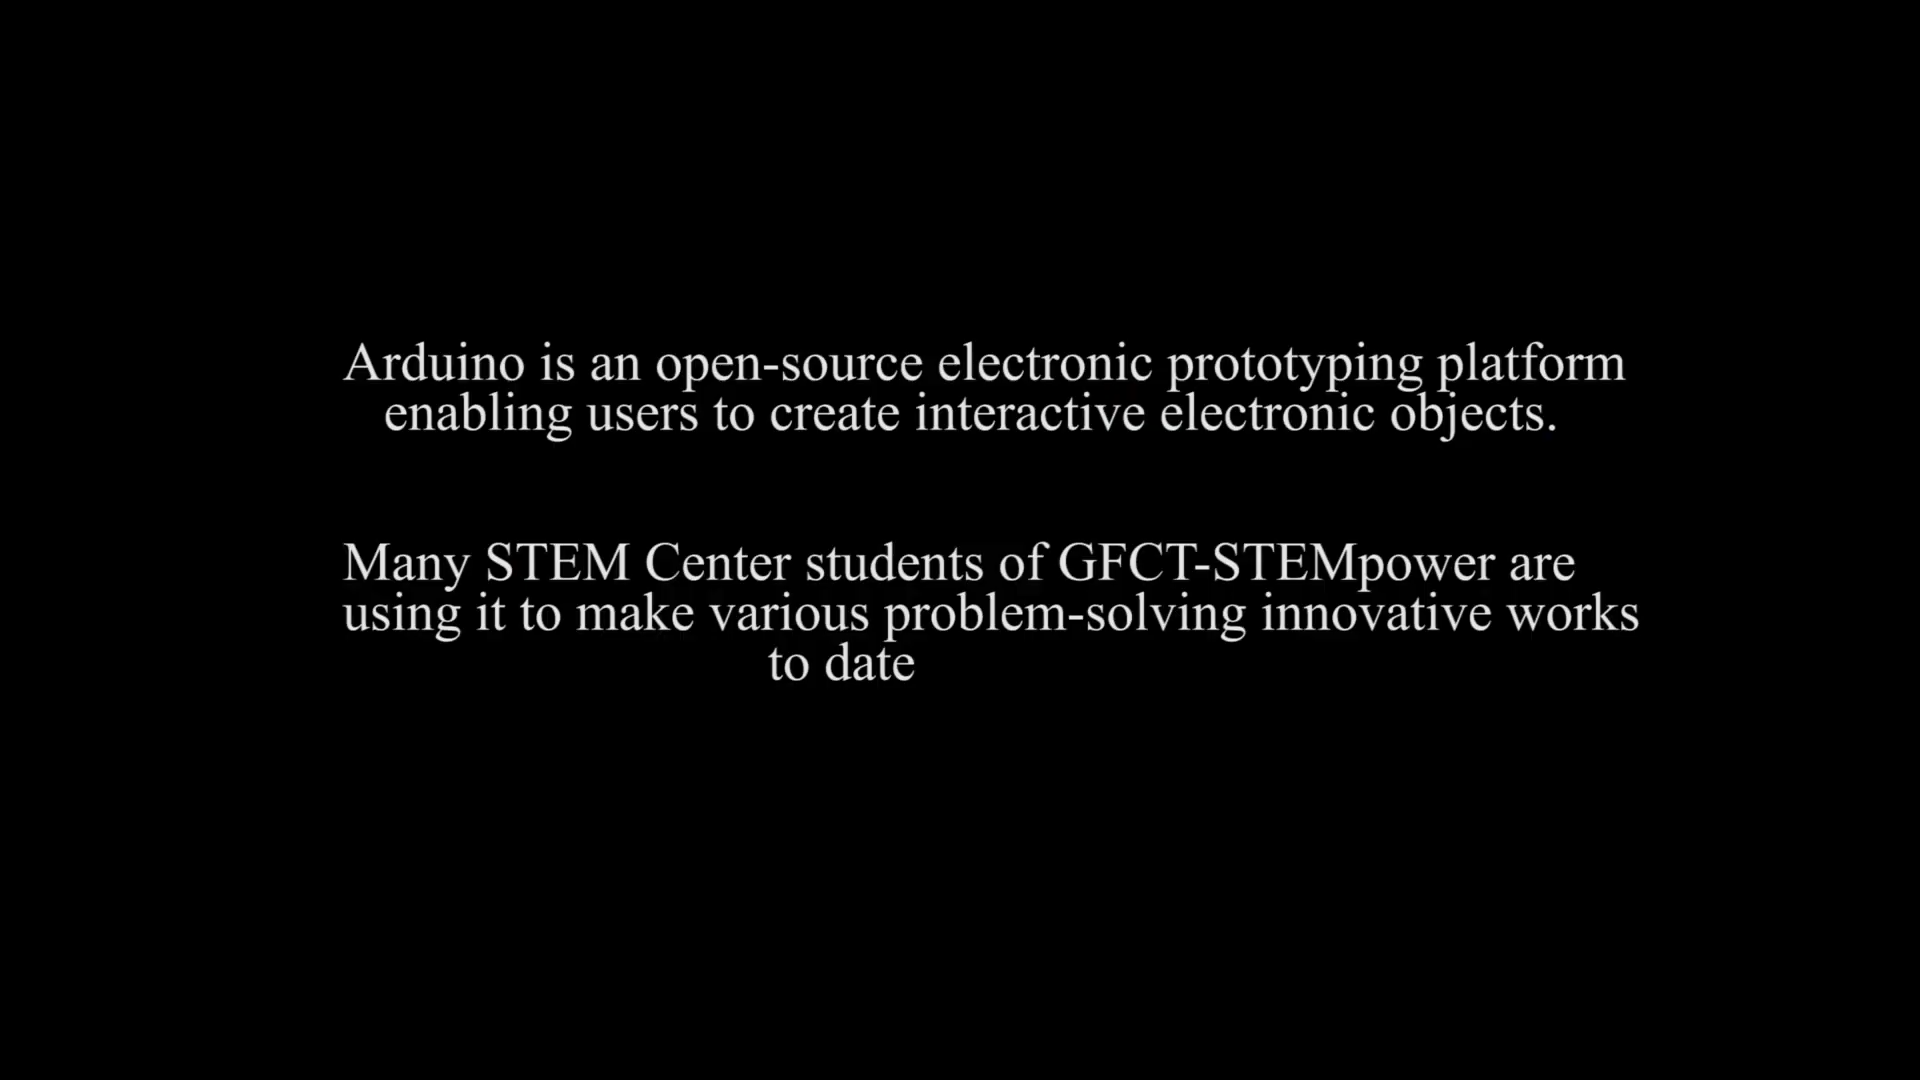 Arduino is an open-source electronic prototyping platform
enabling users to create interactive electronic objects.
Many STEM Center students of GFCT-STEMpower are
using it to make various problem-solving innovative works
to date